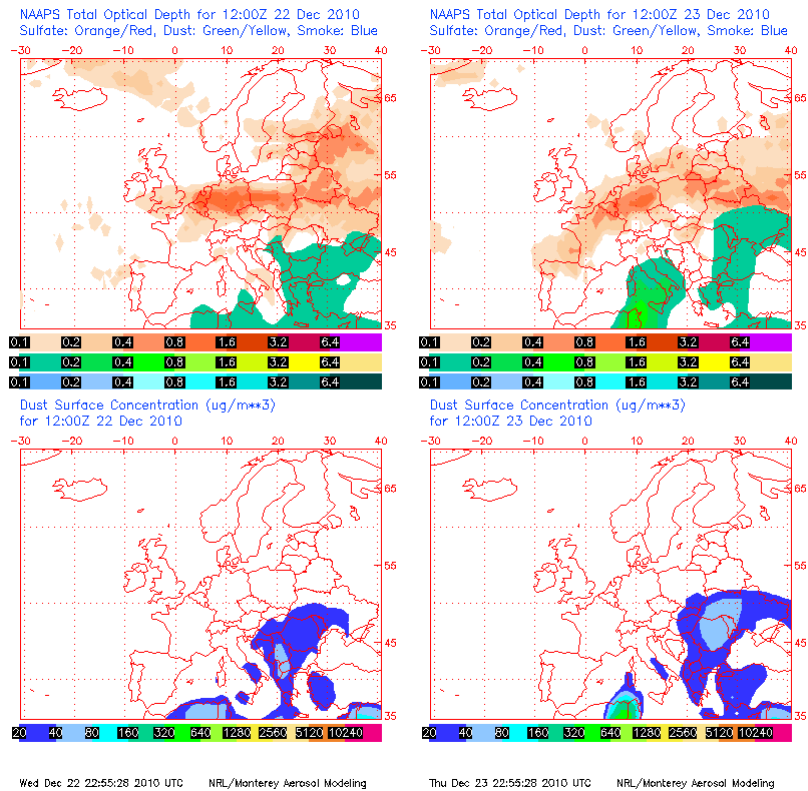 NAAPS Total Optical Depth for 12:00Z 22 Dec 2010
Sulfate: Orange/Red, Dust: Green/Yellow, Smoke: Blue
-30 -20 -10 0 10 20 30 40
65
55
45
35
0.1 0.2 0.4 0.8 1.6 3.2 6.4
0.1 0.2 0.4 0.8 1.6 3.2 6.4
0.1 0.2 0.4 0.8 1.6 3.2 6.4
NAAPS Total Optical Depth for 12:00Z 23 Dec 2010
Sulfate: Orange/Red, Dust: Green/Yellow, Smoke: Blue
-30 -20 -10 0 10 20 30 40
65
55
45
35
0.1 0.2 0.4 0.8 1.6 3.2 6.4
0.1 0.2 0.4 0.8 1.6 3.2 6.4
0.1 0.2 0.4 0.8 1.6 3.2 6.4
Dust Surface Concentration (ug/m**3)
for 12:00Z 22 Dec 2010
-30 -20 -10 0 10 20 30 40
65
55
45
35
20 40 80 160 320 640 1280 2560 5120 10240
Wed Dec 22 22:55:28 2010 UTC NRL/Monterey Aerosol Modeling
Dust Surface Concentration (ug/m**3)
for 12:00Z 23 Dec 2010
-30 -20 -10 0 10 20 30 40
65
55
45
35
20 40 80 160 320 640 1280 2560 5120 10240
Thu Dec 23 22:55:28 2010 UTC NRL/Monterey Aerosol Modeling